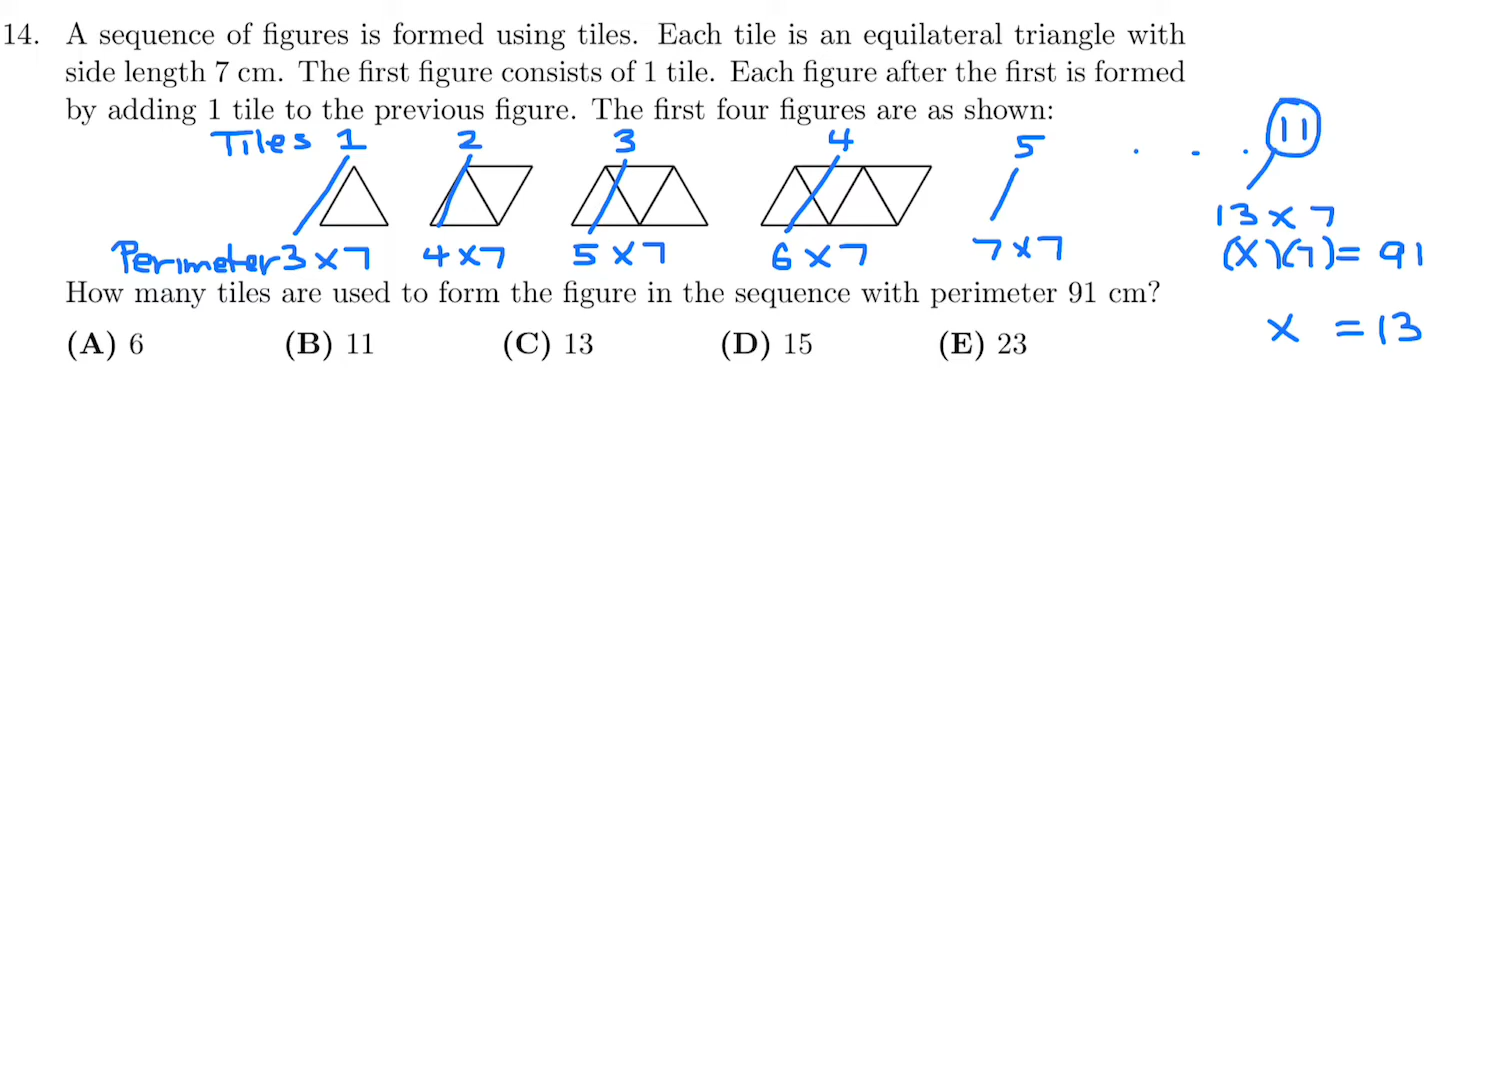 14. A sequence of figures is formed using tiles. Each tile is an equilateral triangle with
side length 7 cm. The first figure consists of 1 tile. Each figure after the first is formed
by adding 1 tile to the previous figure. The first four figures are as shown:
Tiles 1 2 3 4 5 . . . 11
13 x 7
Perimeter 3 x 7 4 x 7 5 x 7 6 x 7 7 x 7 (x)(7) = 91
How many tiles are used to form the figure in the sequence with perimeter 91 cm?
x = 13
(A) 6 (B) 11 (C) 13 (D) 15 (E) 23